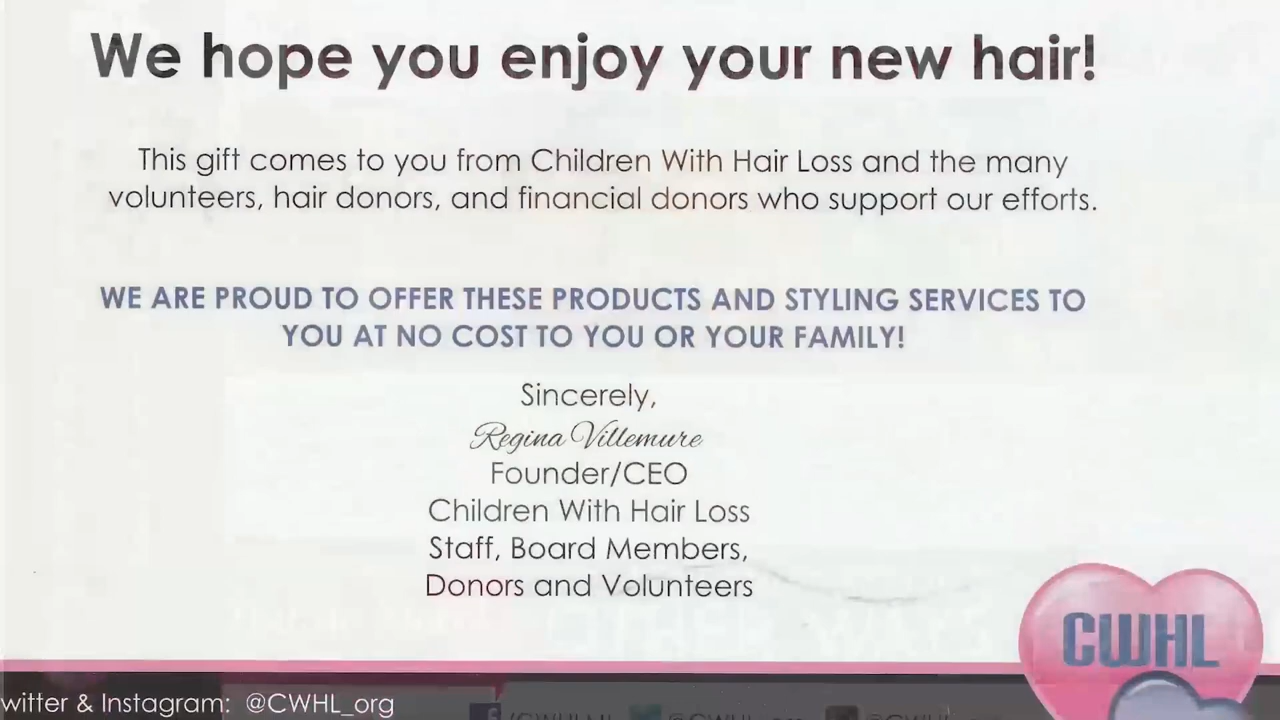 We hope you enjoy your new hair!
This gift comes to you from Children With Hair Loss and the many
volunteers, hair donors, and financial donors who support our efforts.
WE ARE PROUD TO OFFER THESE PRODUCTS AND STYLING SERVICES TO
YOU AT NO COST TO YOU OR YOUR FAMILY!
Sincerely,
Regina Villemure
Founder/CEO
Children With Hair Loss
Staff, Board Members,
Donors and Volunteers
CWHL
witter & Instagram: @CWHL_org